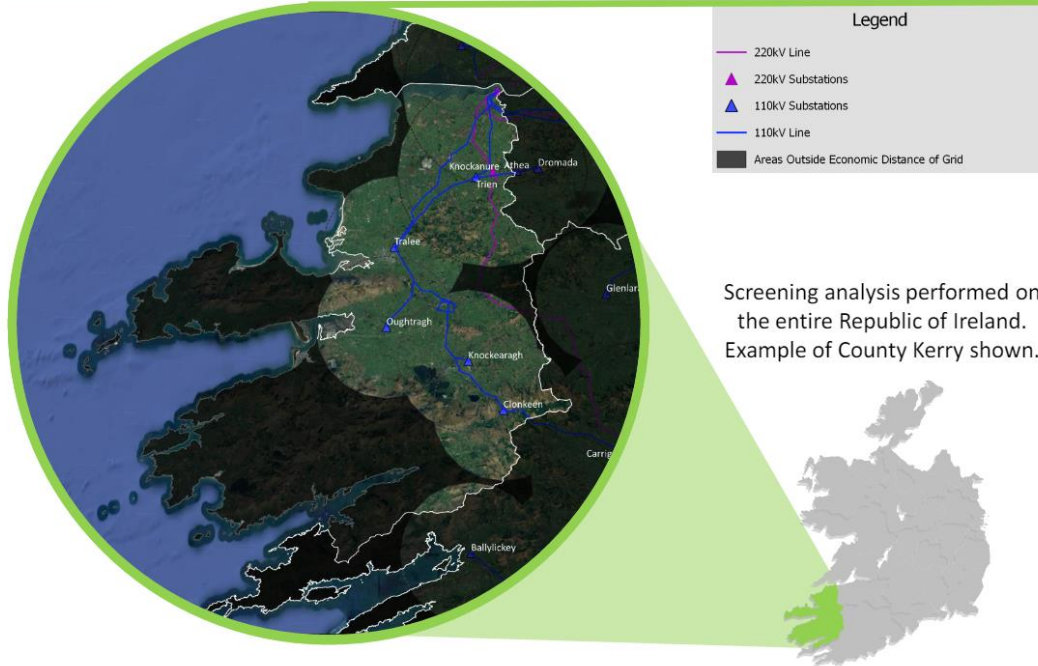 Legend
220kV Line
220kV Substations
110kV Substations
110kV Line
Areas Outside Economic Distance of Grid
Knockanure
Athea
Dromada
Trien
Tralee
Glenlara
Oughtragh
Knockearagh
Clonkeen
Carrig
Ballylickey
Screening analysis performed on
the entire Republic of Ireland.
Example of County Kerry shown.